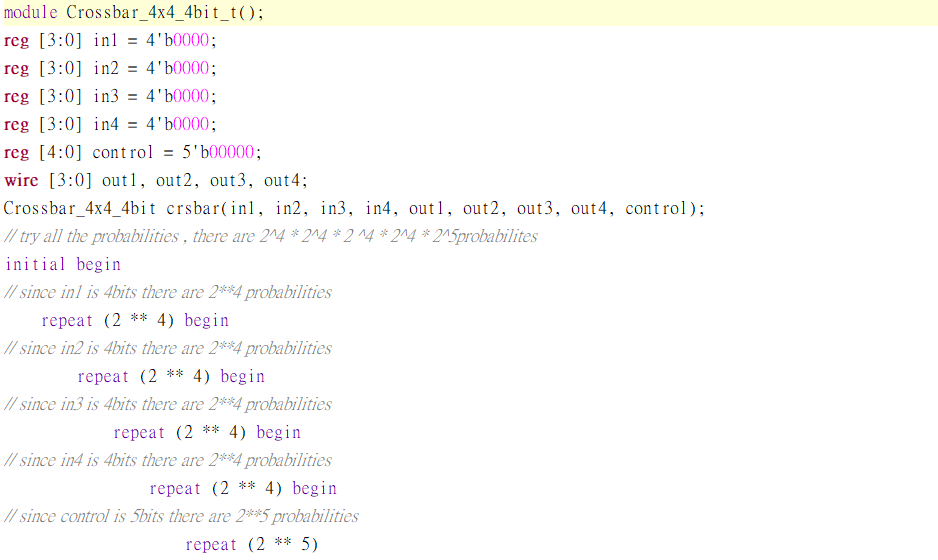 module Crossbar_4x4_4bit_t();
reg [3:0] in1 = 4'b0000;
reg [3:0] in2 = 4'b0000;
reg [3:0] in3 = 4'b0000;
reg [3:0] in4 = 4'b0000;
reg [4:0] control = 5'b00000;
wire [3:0] out1, out2, out3, out4;
Crossbar_4x4_4bit crsbar(in1, in2, in3, in4, out1, out2, out3, out4, control);
// try all the probabilities , there are 2^4 * 2^4 * 2 ^4 * 2^4 * 2^5probabilites
initial begin
// since in1 is 4bits there are 2**4 probabilities
repeat (2 ** 4) begin
// since in2 is 4bits there are 2**4 probabilities
repeat (2 ** 4) begin
// since in3 is 4bits there are 2**4 probabilities
repeat (2 ** 4) begin
// since in4 is 4bits there are 2**4 probabilities
repeat (2 ** 4) begin
// since control is 5bits there are 2**5 probabilities
repeat (2 ** 5)